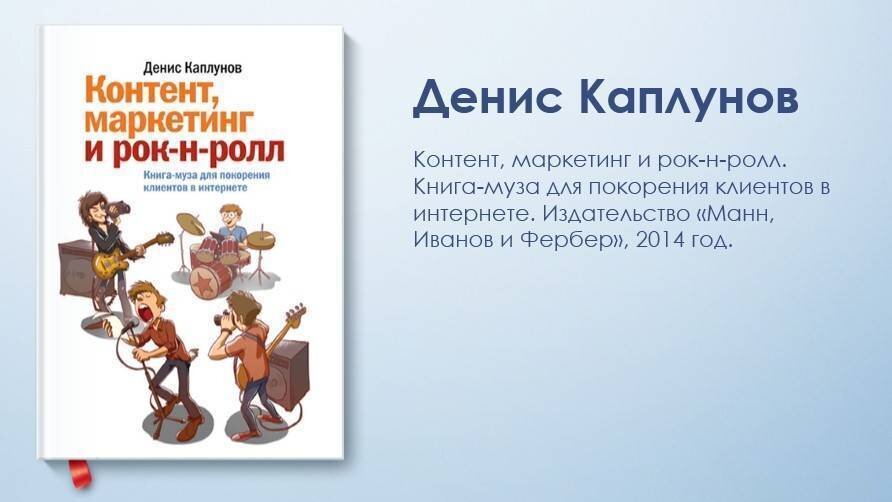 Денис Каплунов
Контент,
маркетинг
и рок-н-ролл
Книга-муза для покорения
клиентов в интернете
Денис Каплунов
Контент, маркетинг и рок-н-ролл.
Книга-муза для покорения клиентов в
интернете. Издательство «Манн,
Иванов и Фербер», 2014 год.